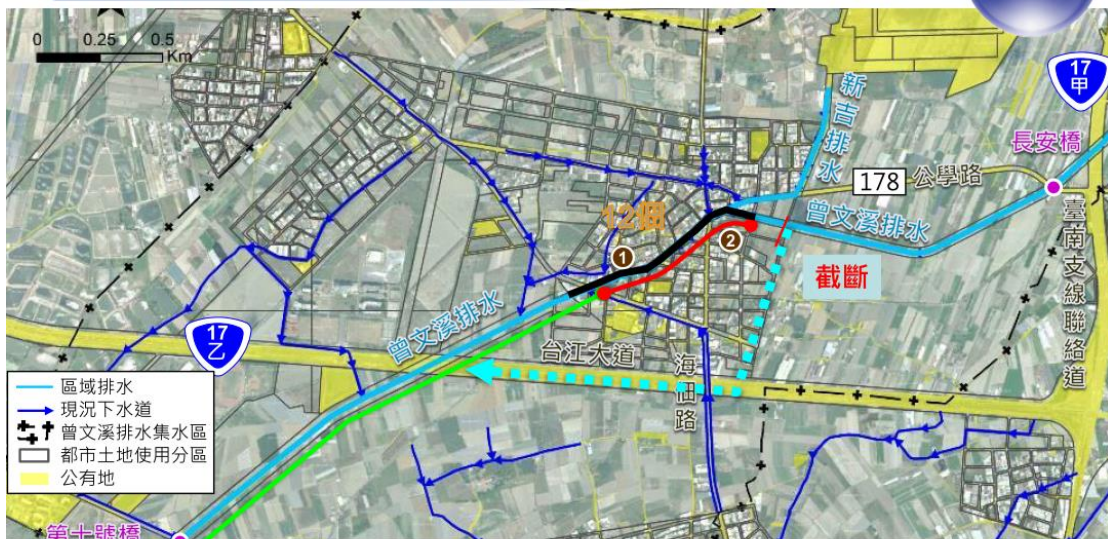 0 0.25 0.5
Km
17
甲
新吉排水
長安橋
178 公學路
曾文溪排水
12個
2
1
截斷
臺南支線聯絡道
曾文溪排水
17
乙
台江大道
海佃路
區域排水
現況下水道
曾文溪排水集水區
都市土地使用分區
公有地
第十號橋